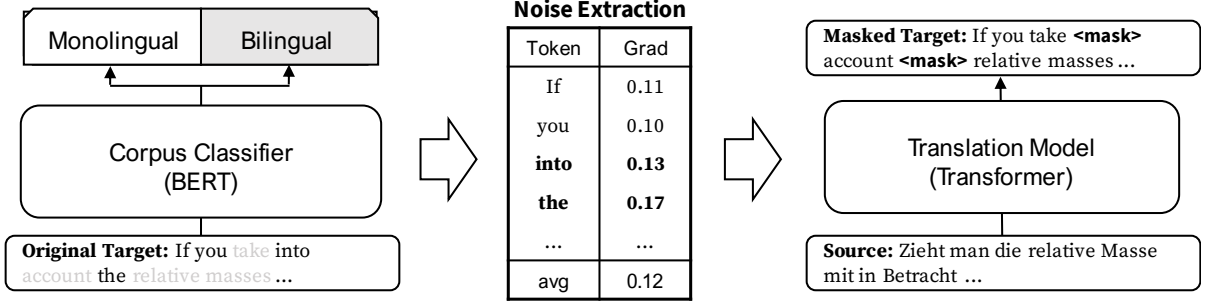 Monolingual Bilingual
Corpus Classifier
(BERT)
Original Target: If you take into
account the relative masses ...
Noise Extraction
Token Grad
If 0.11
you 0.10
into 0.13
the 0.17
... ...
avg 0.12
Masked Target: If you take <mask>
account <mask> relative masses ...
Translation Model
(Transformer)
Source: Zieht man die relative Masse
mit in Betracht ...